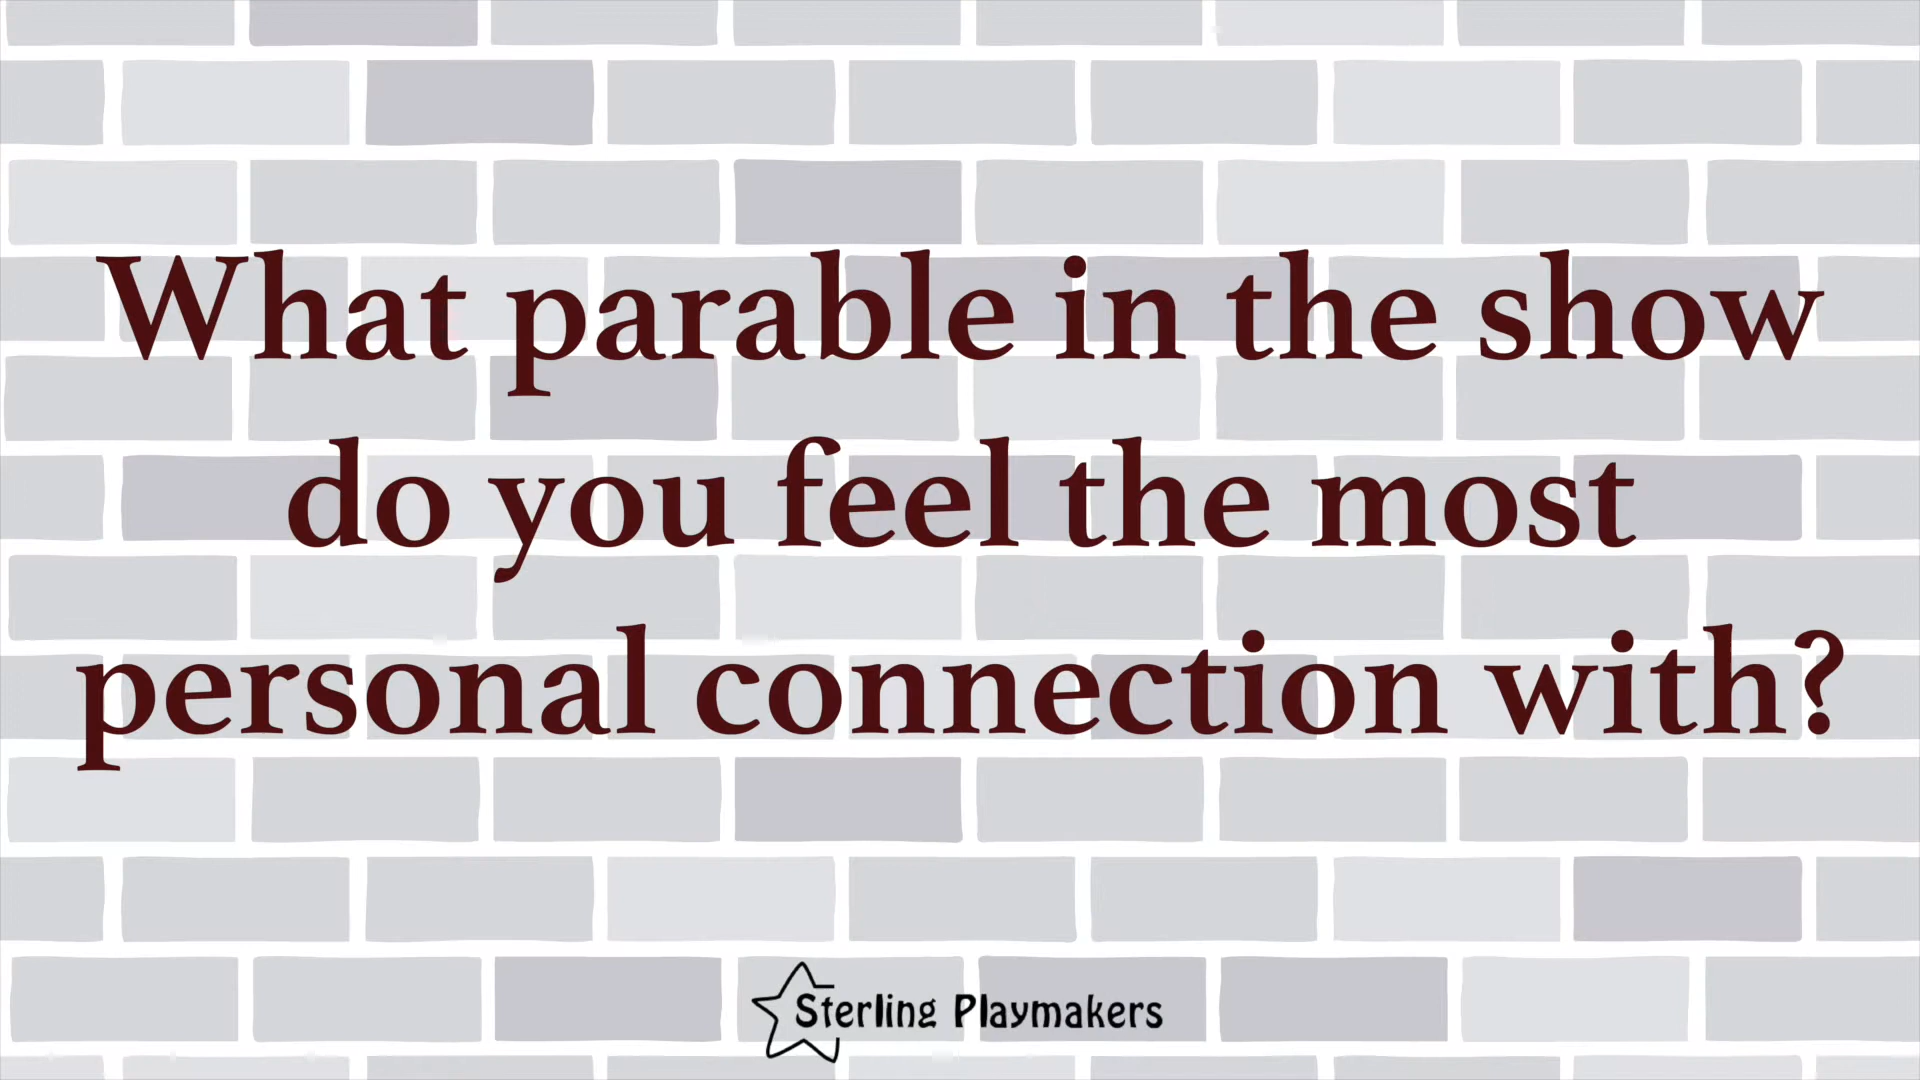 What parable in the show
do you feel the most
personal connection with?
Sterling Playmakers